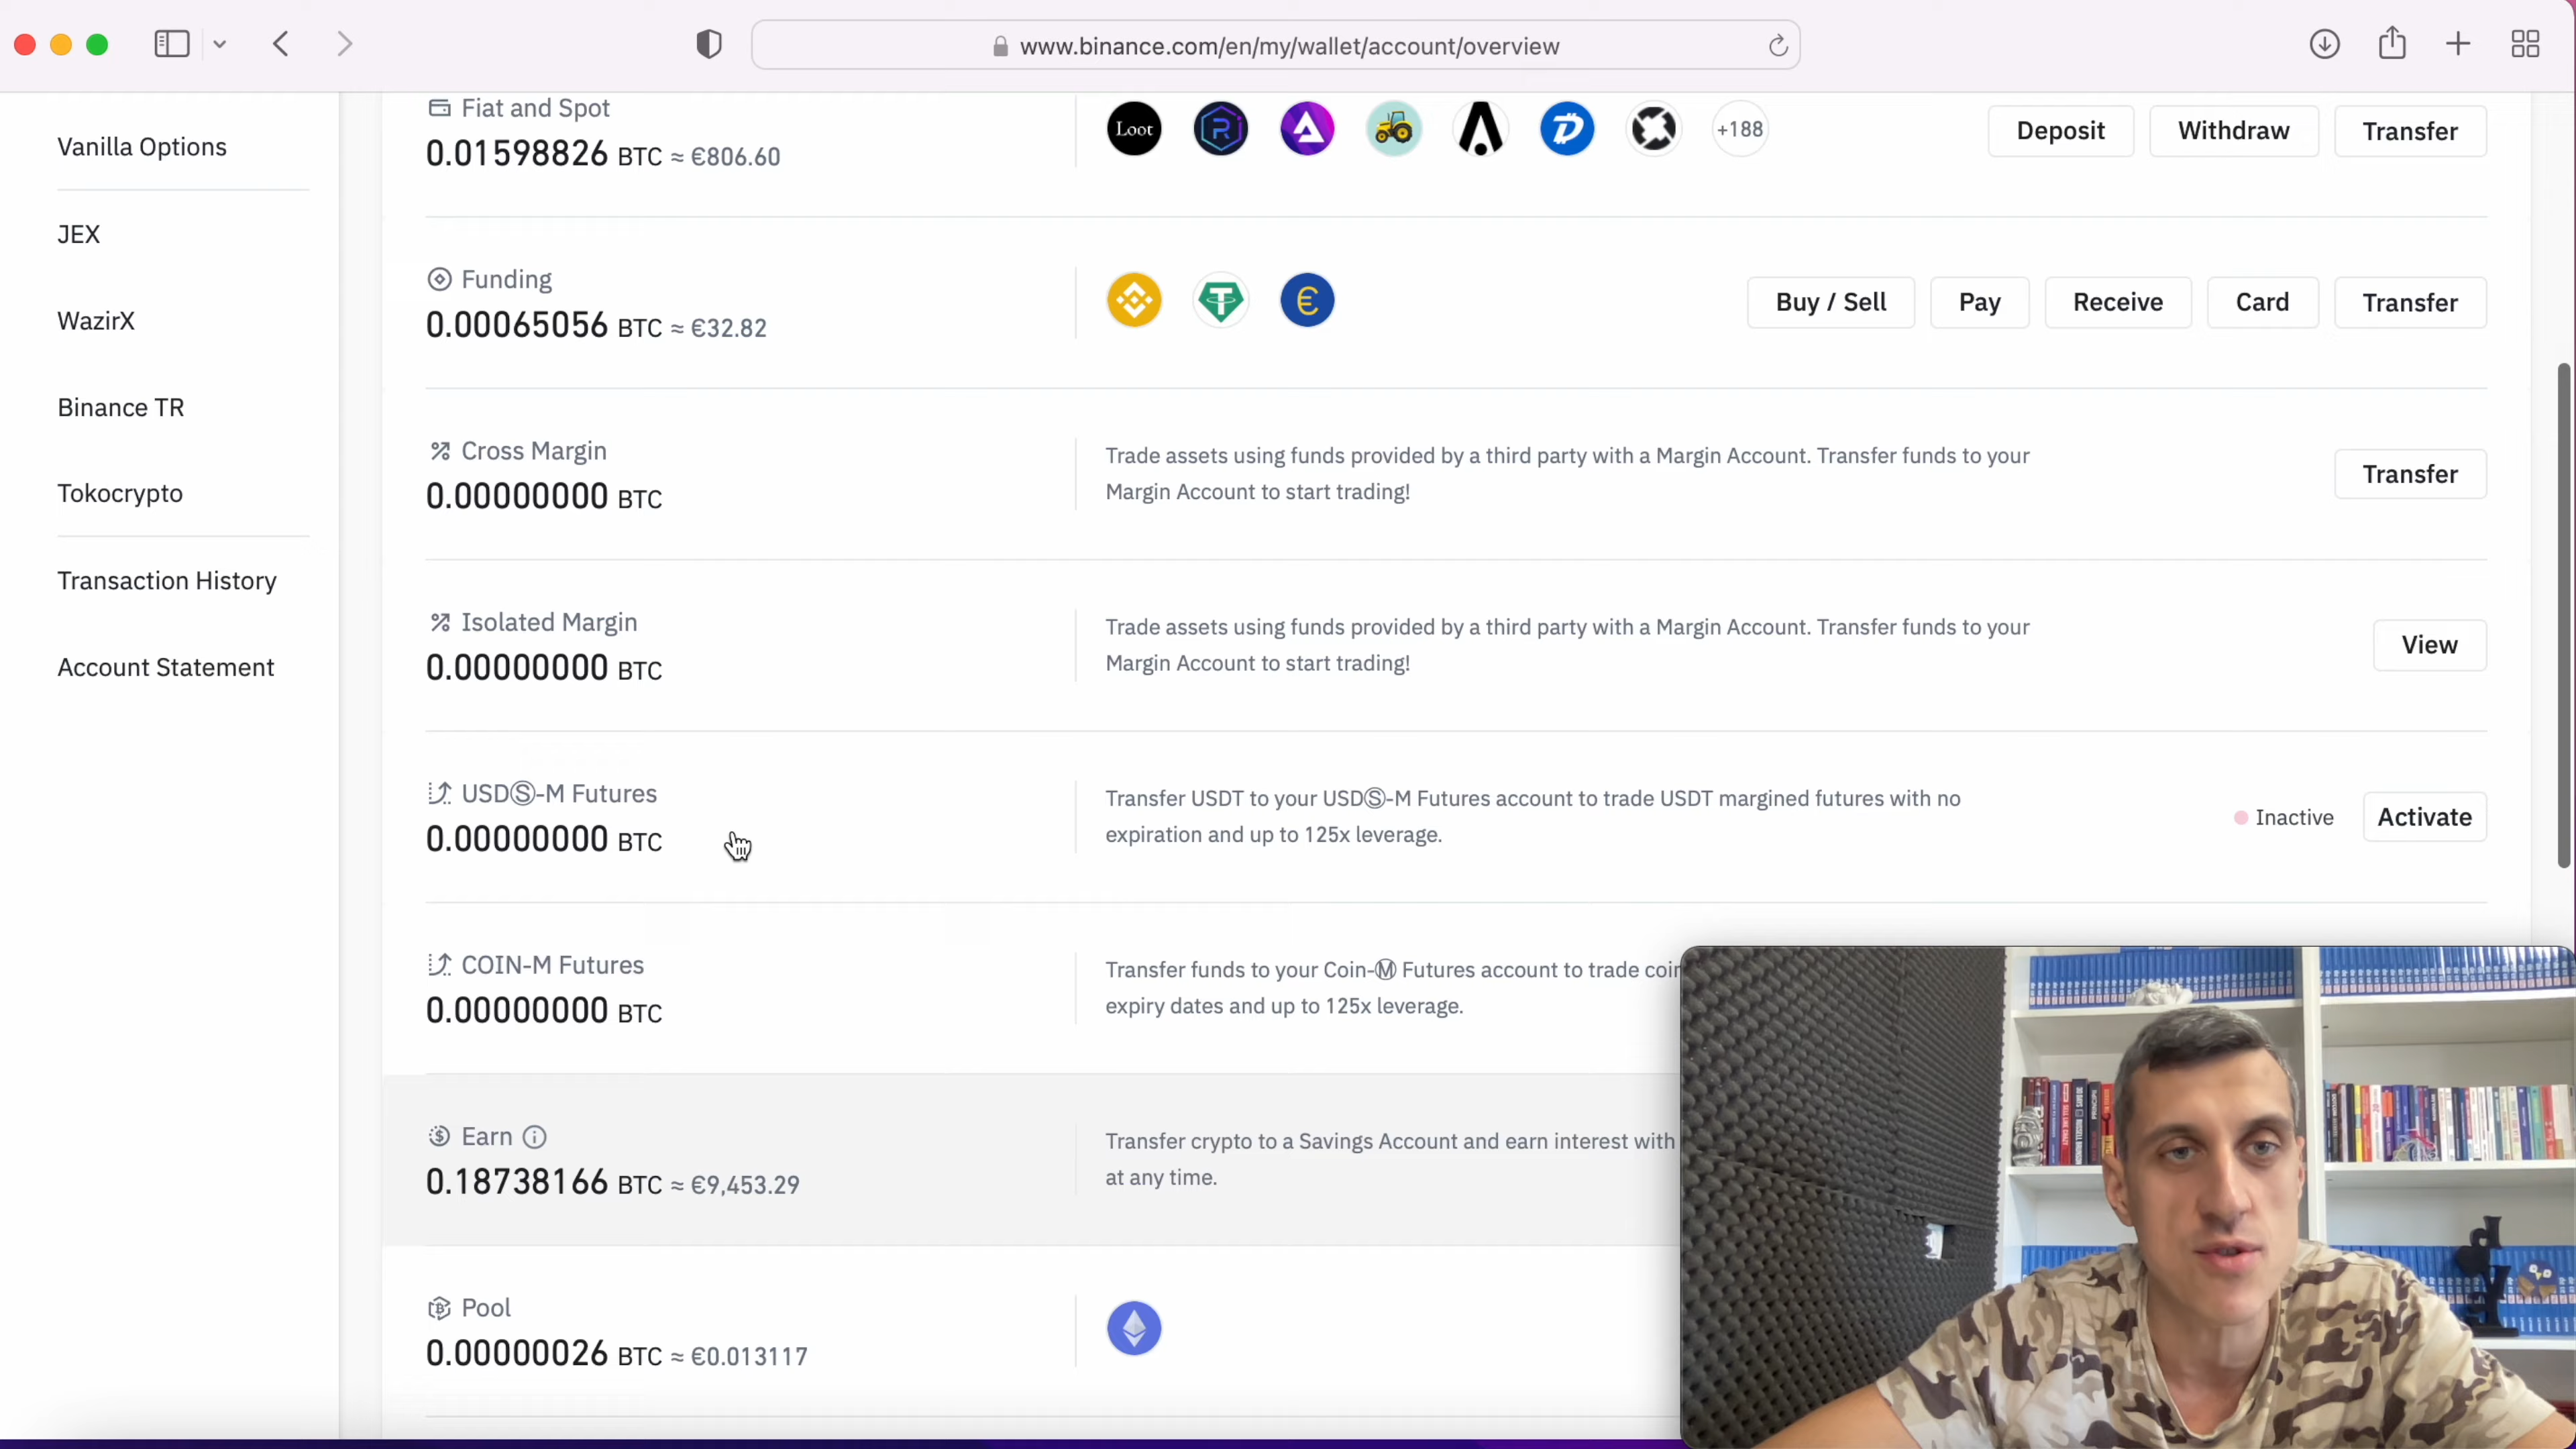 www.binance.com/en/my/wallet/account/overview
Vanilla Options
JEX
WazirX
Binance TR
Tokocrypto
Transaction History
Account Statement
Fiat and Spot
0.01598826 BTC ≈ €806.60
Loot
+188
Deposit
Withdraw
Transfer
Funding
0.00065056 BTC ≈ €32.82
Buy / Sell
Pay
Receive
Card
Transfer
Cross Margin
0.00000000 BTC
Trade assets using funds provided by a third party with a Margin Account. Transfer funds to your
Margin Account to start trading!
Transfer
Isolated Margin
0.00000000 BTC
Trade assets using funds provided by a third party with a Margin Account. Transfer funds to your
Margin Account to start trading!
View
USDⓈ-M Futures
0.00000000 BTC
Transfer USDT to your USDⓈ-M Futures account to trade USDT margined futures with no
expiration and up to 125x leverage.
Inactive
Activate
COIN-M Futures
0.00000000 BTC
Transfer funds to your Coin-Ⓜ Futures account to trade coin
expiry dates and up to 125x leverage.
Earn
0.18738166 BTC ≈ €9,453.29
Transfer crypto to a Savings Account and earn interest with
at any time.
Pool
0.00000026 BTC ≈ €0.013117